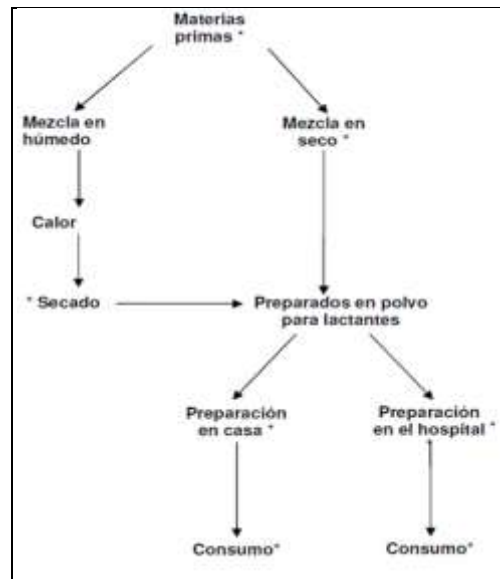 Materias
primas *
Mezcla en
húmedo
Mezcla en
seco *
Calor
* Secado
Preparados en polvo
para lactantes
Preparación
en casa *
Preparación
en el hospital *
Consumo*
Consumo*